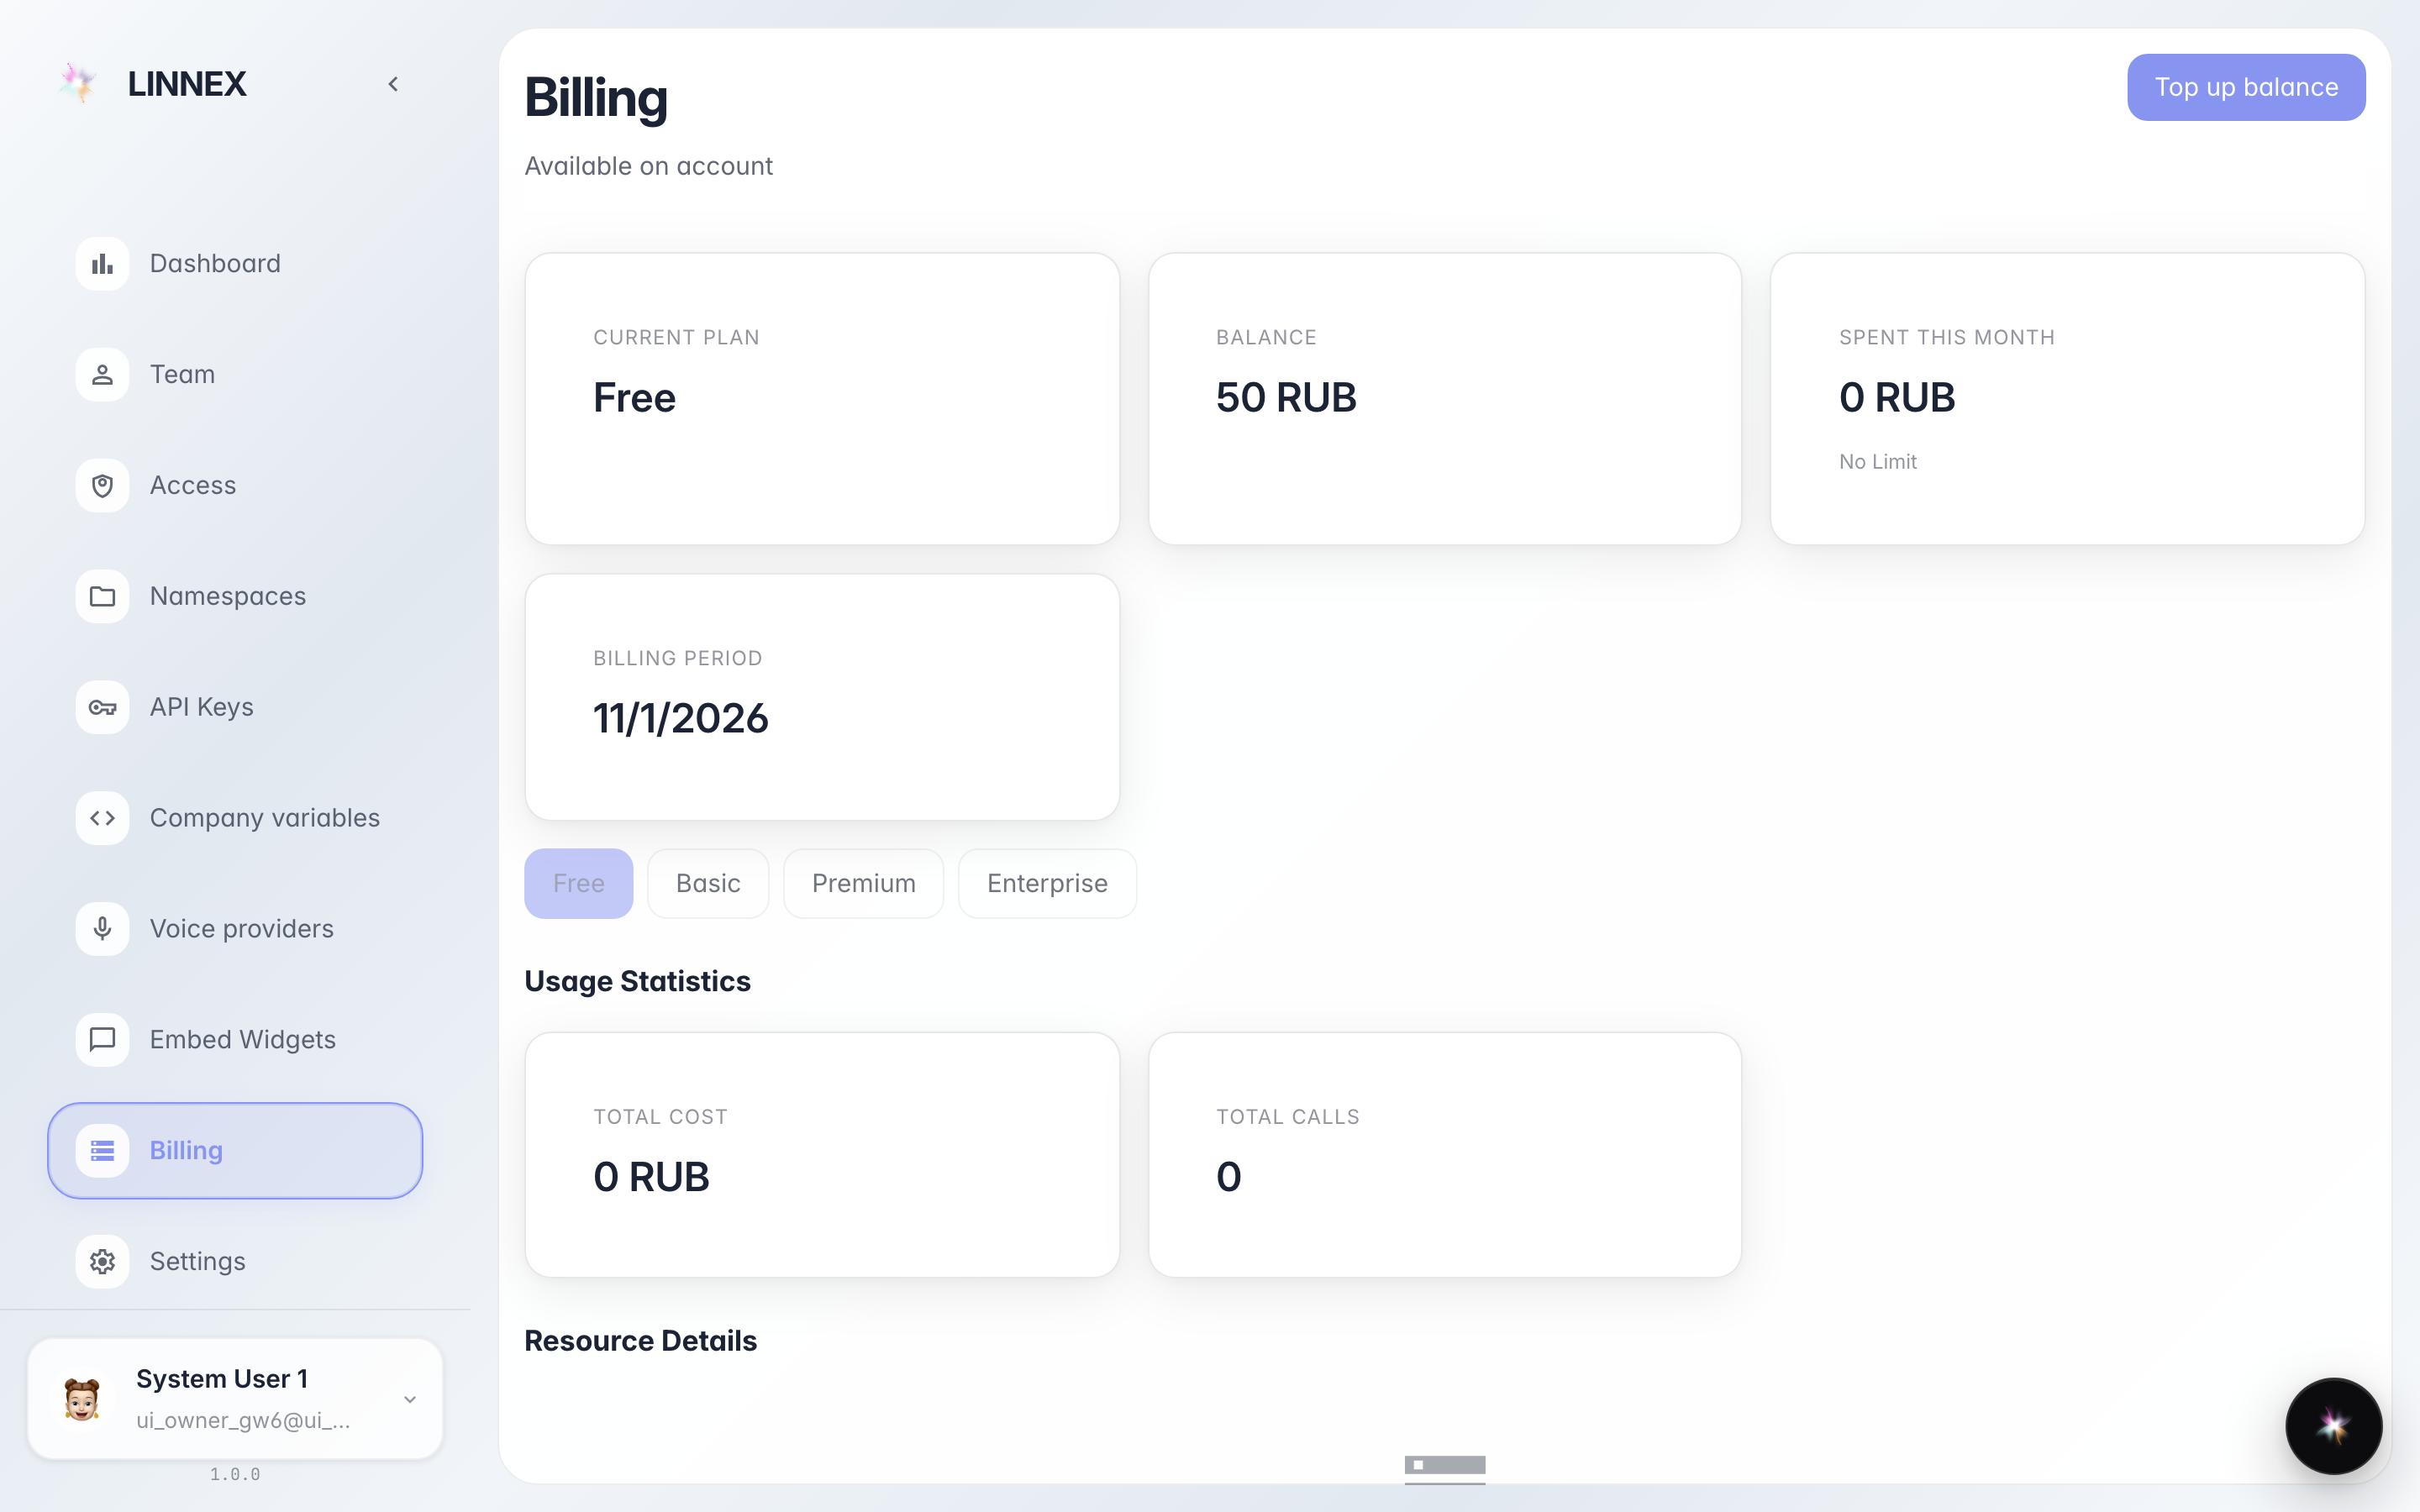 LINNEX
Dashboard
Team
Access
Namespaces
API Keys
Company variables
Voice providers
Embed Widgets
Billing
Settings
System User 1
ui_owner_gw6@ui_...
1.0.0
Billing
Top up balance
Available on account
CURRENT PLAN
Free
BALANCE
50 RUB
SPENT THIS MONTH
0 RUB
No Limit
BILLING PERIOD
11/1/2026
Free
Basic
Premium
Enterprise
Usage Statistics
TOTAL COST
0 RUB
TOTAL CALLS
0
Resource Details